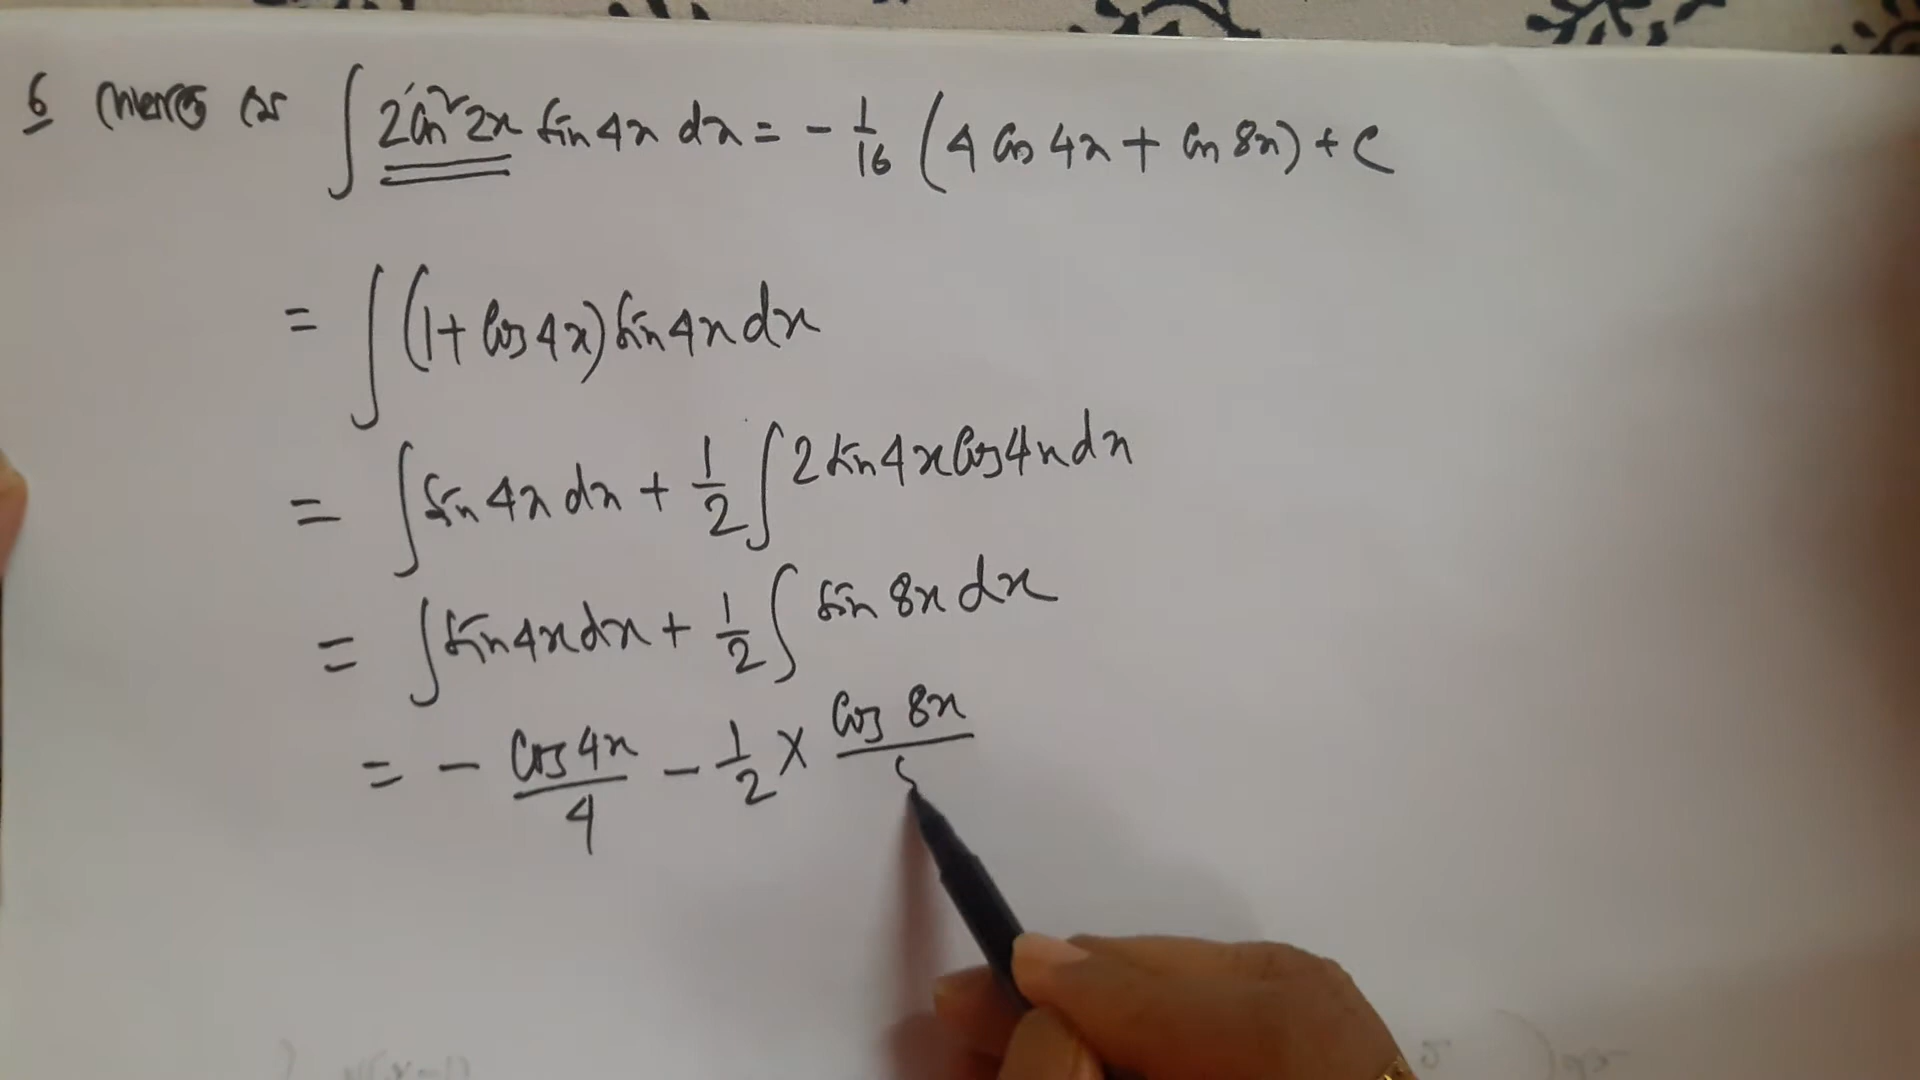 6 দেখাও যে ∫ 2cos²2x sin 4x dx = - 1/16 (4 cos 4x + cos 8x) + c
= ∫ (1 + cos 4x) sin 4x dx
= ∫ sin 4x dx + 1/2 ∫ 2 sin 4x cos 4x dx
= ∫ sin 4x dx + 1/2 ∫ sin 8x dx
= - cos 4x/4 - 1/2 × cos 8x/